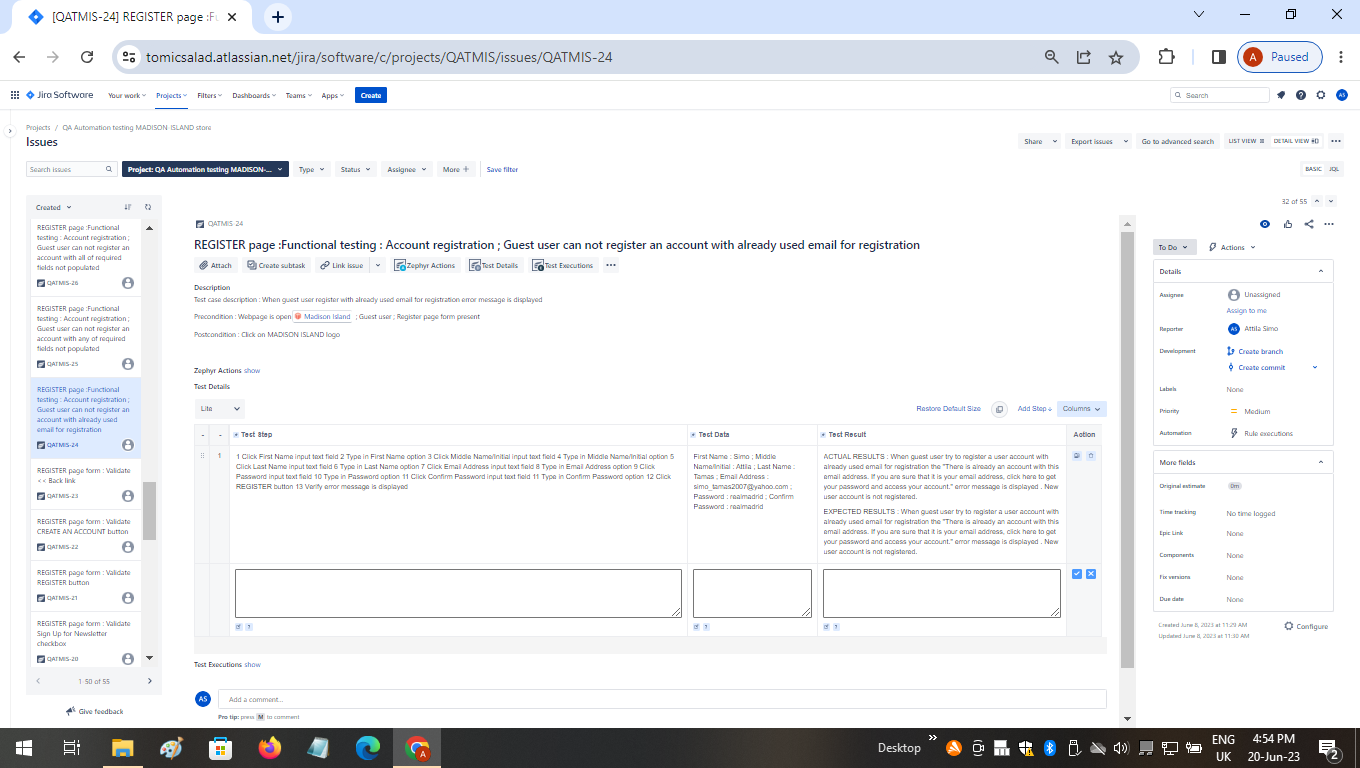 [QATMIS-24] REGISTER page :Fu
tomicsalad.atlassian.net/jira/software/c/projects/QATMIS/issues/QATMIS-24
A Paused
Jira Software Your work Projects Filters Dashboards Teams Apps Create
Search
AS
Projects / QA Automation testing MADISON ISLAND store
Issues
Share Export issues Go to advanced search LIST VIEW DETAIL VIEW
Search issues Project: QA Automation testing MADISON-... Type Status Assignee More + Save filter
BASIC JQL
Created
32 of 55
REGISTER page :Functional
testing : Account registration ;
Guest user can not register an
account with all of required
fields not populated
QATMIS-26
REGISTER page :Functional
testing : Account registration ;
Guest user can not register an
account with any of required
fields not populated
QATMIS-25
REGISTER page :Functional
testing : Account registration ;
Guest user can not register an
account with already used
email for registration
QATMIS-24
REGISTER page form : Validate
<< Back link
QATMIS-23
REGISTER page form : Validate
CREATE AN ACCOUNT button
QATMIS-22
REGISTER page form : Validate
REGISTER button
QATMIS-21
REGISTER page form : Validate
Sign Up for Newsletter
checkbox
QATMIS-20
1-50 of 55
Give feedback
QATMIS-24
REGISTER page :Functional testing : Account registration ; Guest user can not register an account with already used email for registration
Attach Create subtask Link issue Zephyr Actions Test Details Test Executions
Description
Test case description : When guest user register with already used email for registration error message is displayed
Precondition : Webpage is open Madison Island ; Guest user ; Register page form present
Postcondition : Click on MADISON ISLAND logo
Zephyr Actions show
Test Details
Lite
Restore Default Size Add Step Columns
- - Test Step Test Data Test Result Action
1
1 Click First Name input text field 2 Type in First Name option 3 Click Middle Name/Initial input text field 4 Type in Middle Name/Initial option 5
Click Last Name input text field 6 Type in Last Name option 7 Click Email Address input text field 8 Type in Email Address option 9 Click
Password input text field 10 Type in Password option 11 Click Confirm Password input text field 11 Type in Confirm Password option 12 Click
REGISTER button 13 Verify error message is displayed
First Name : Simo ; Middle
Name/Initial : Attila ; Last Name :
Tamas ; Email Address :
simo_tamas2007@yahoo.com ;
Password : realmadrid ; Confirm
Password : realmadrid
ACTUAL RESULTS : When guest user try to register a user account with
already used email for registration the "There is already an account with this
email address. If you are sure that it is your email address, click here to get
your password and access your account." error message is displayed . New
user account is not registered.
EXPECTED RESULTS : When guest user try to register a user account with
already used email for registration the "There is already an account with this
email address. If you are sure that it is your email address, click here to get
your password and access your account." error message is displayed . New
user account is not registered.
Test Executions show
AS Add a comment...
Pro tip: press M to comment
To Do Actions
Details
Assignee Unassigned
Assign to me
Reporter AS Attila Simo
Development Create branch
Create commit
Labels None
Priority Medium
Automation Rule executions
More fields
Original estimate 0m
Time tracking No time logged
Epic Link None
Components None
Fix versions None
Due date None
Created June 8, 2023 at 11:29 AM
Updated June 8, 2023 at 11:30 AM
Configure
Desktop
ENG
UK
4:54 PM
20-Jun-23
2